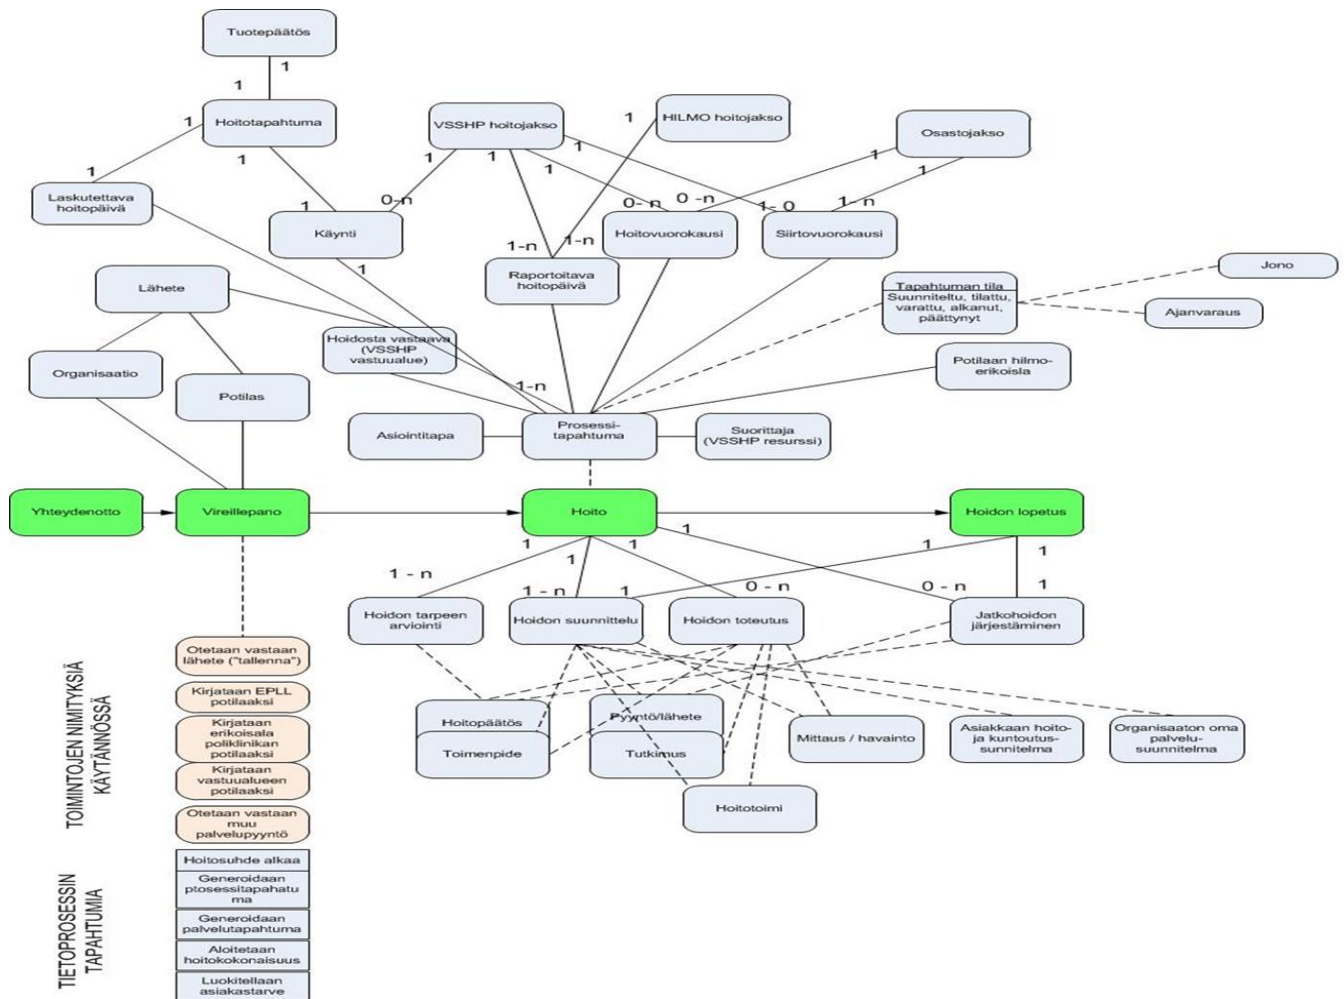 Tuotepäätös
1
1
Hoitotapahtuma
VSSHP hoitojakso
HILMO hoitojakso
Osastojakso
1
1
1
1
1
1
1
1
1
1
1
Laskutettava
hoitopäivä
1
0-n
0- n
0 -n
1- 0
1- n
Käynti
Hoitovuorokausi
Siirtovuorokausi
1-n
1-n
1
Raportoitava
hoitopäivä
Lähete
Tapahtuman tila
Suunniteltu, tilattu,
varattu, alkanut,
päättynyt
Jono
Ajanvaraus
Hoidosta vastaava
(VSSHP
vastuualue)
Organisaatio
Potilas
1-n
Potilaan hilmo-
erikoisla
Asiointitapa
Prosessi-
tapahtuma
Suorittaja
(VSSHP resurssi)
Yhteydenotto
Vireillepano
Hoito
Hoidon lopetus
1
1
1
1
1
1
1 - n
1 - n
1
0 - n
0 - n
1
Hoidon tarpeen
arviointi
Hoidon suunnittelu
Hoidon toteutus
Jatkohoidon
järjestäminen
TOIMINTOJEN NIMITYKSIÄ
KÄYTÄNNÖSSÄ
Otetaan vastaan
lähete ("tallenna")
Kirjataan EPLL
potilaaksi
Kirjataan
erikoisala
poliklinikan
potilaaksi
Kirjataan
vastuualueen
potilaaksi
Otetaan vastaan
muu
palvelupyyntö
Hoitopäätös
Toimenpide
Pyyntö/lähete
Tutkimus
Mittaus / havainto
Asiakkaan hoito-
ja kuntoutus-
sunnitelma
Organisaaton oma
palvelu-
suunnitelma
Hoitotoimi
TIETOPROSESSIN
TAPAHTUMIA
Hoitosuhde alkaa
Generoidaan
ptosessitapahatu
ma
Generoidaan
palvelutapahtuma
Aloitetaan
hoitokokonaisuus
Luokitellaan
asiakastarve